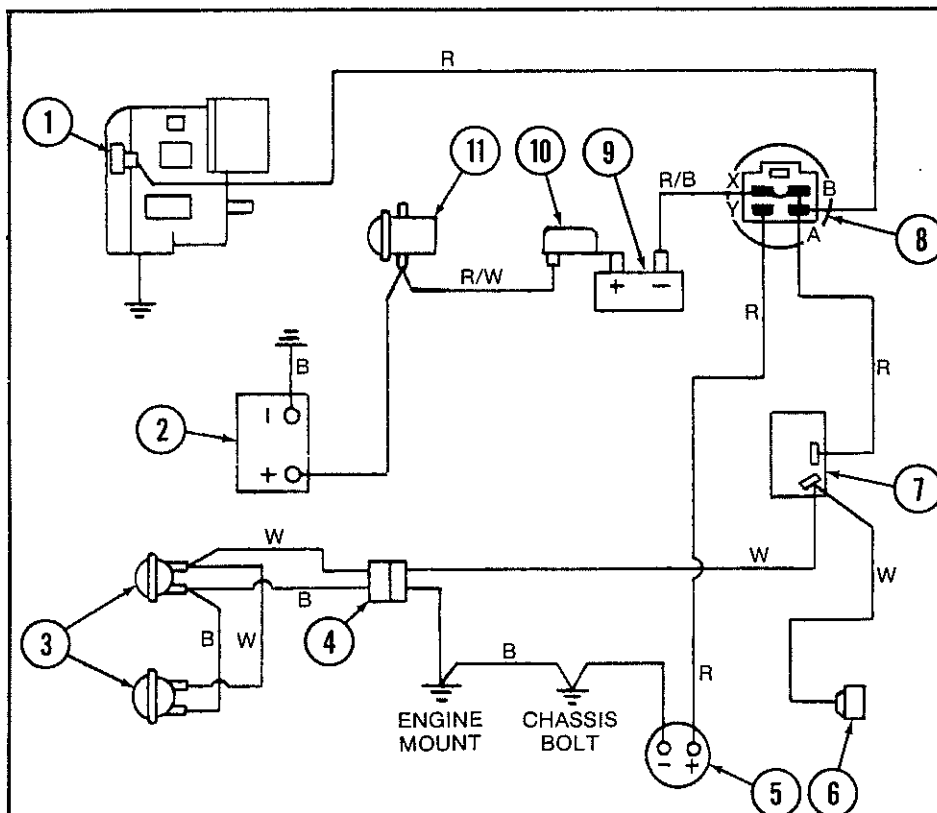 R
1
11
10
9
R/B
X
B
Y
A
8
R/W
+ −
R
R
B
2
−
+
7
W
W
W
3
B
B
W
4
B
R
ENGINE
MOUNT
CHASSIS
BOLT
− +
5
6